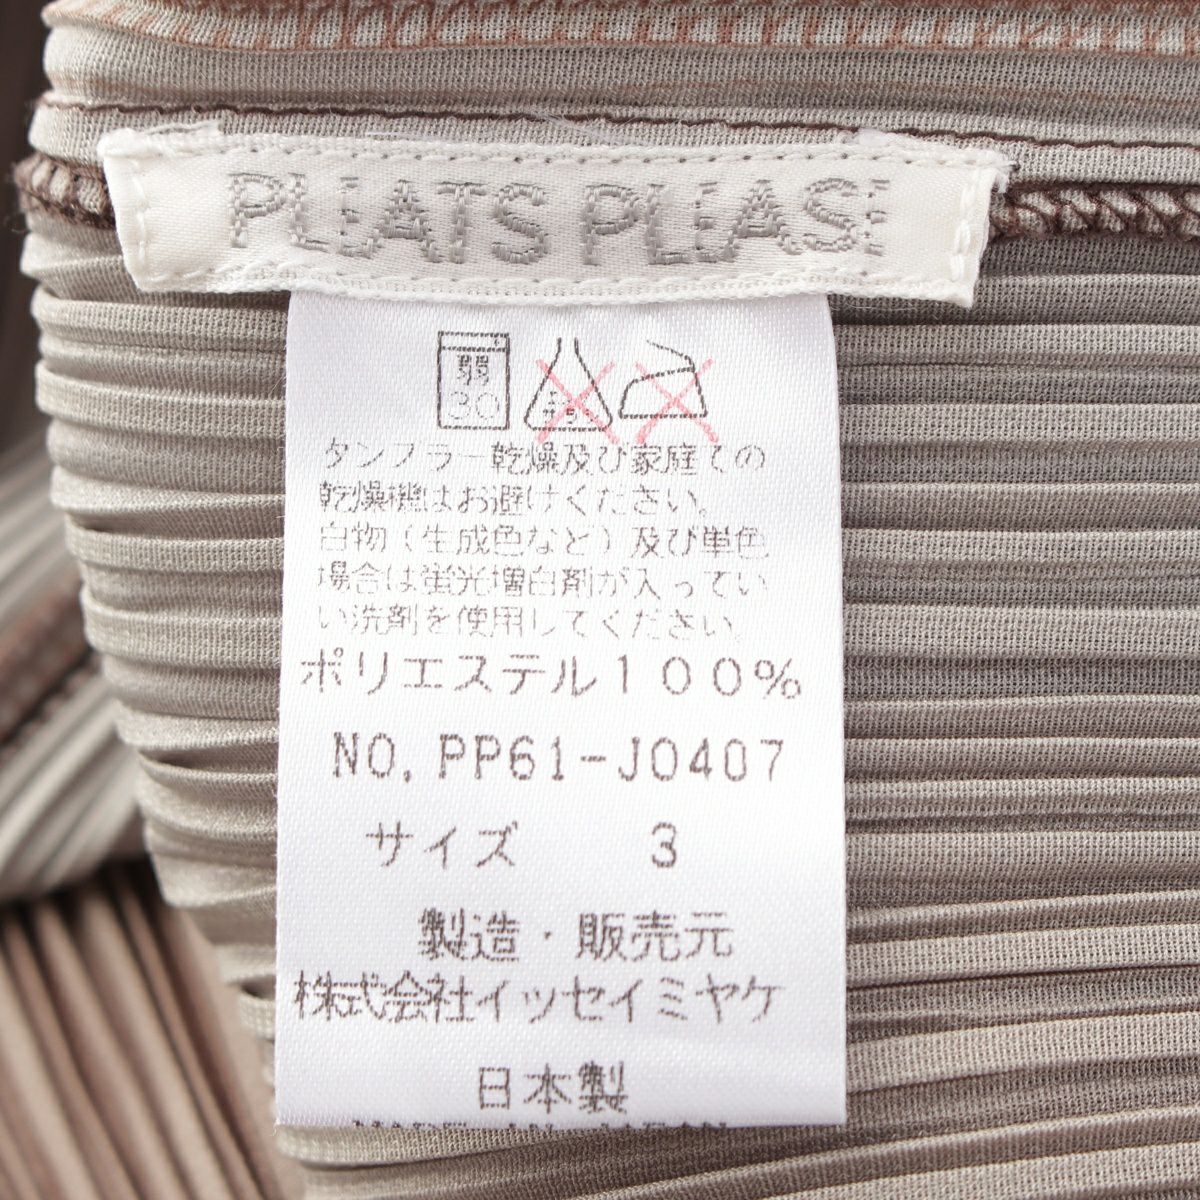 PLEATS PLEASE
弱
30
タンブラー乾燥及び家庭での
乾燥機はお避けください。
白物(生成色など)及び単色
場合は蛍光増白剤が入ってい
い洗剤を使用してください。
ポリエステル100%
NO.PP61-JO407
サイズ 3
製造・販売元
株式会社イッセイミヤケ
日本製
MADE IN JAPAN